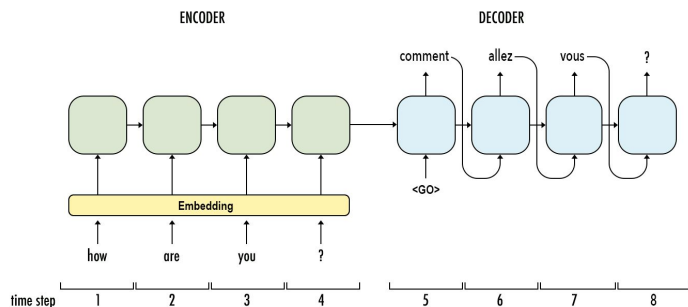 ENCODER DECODER
comment allez vous ?
Embedding
<GO>
how are you ?
time step 1 2 3 4 5 6 7 8